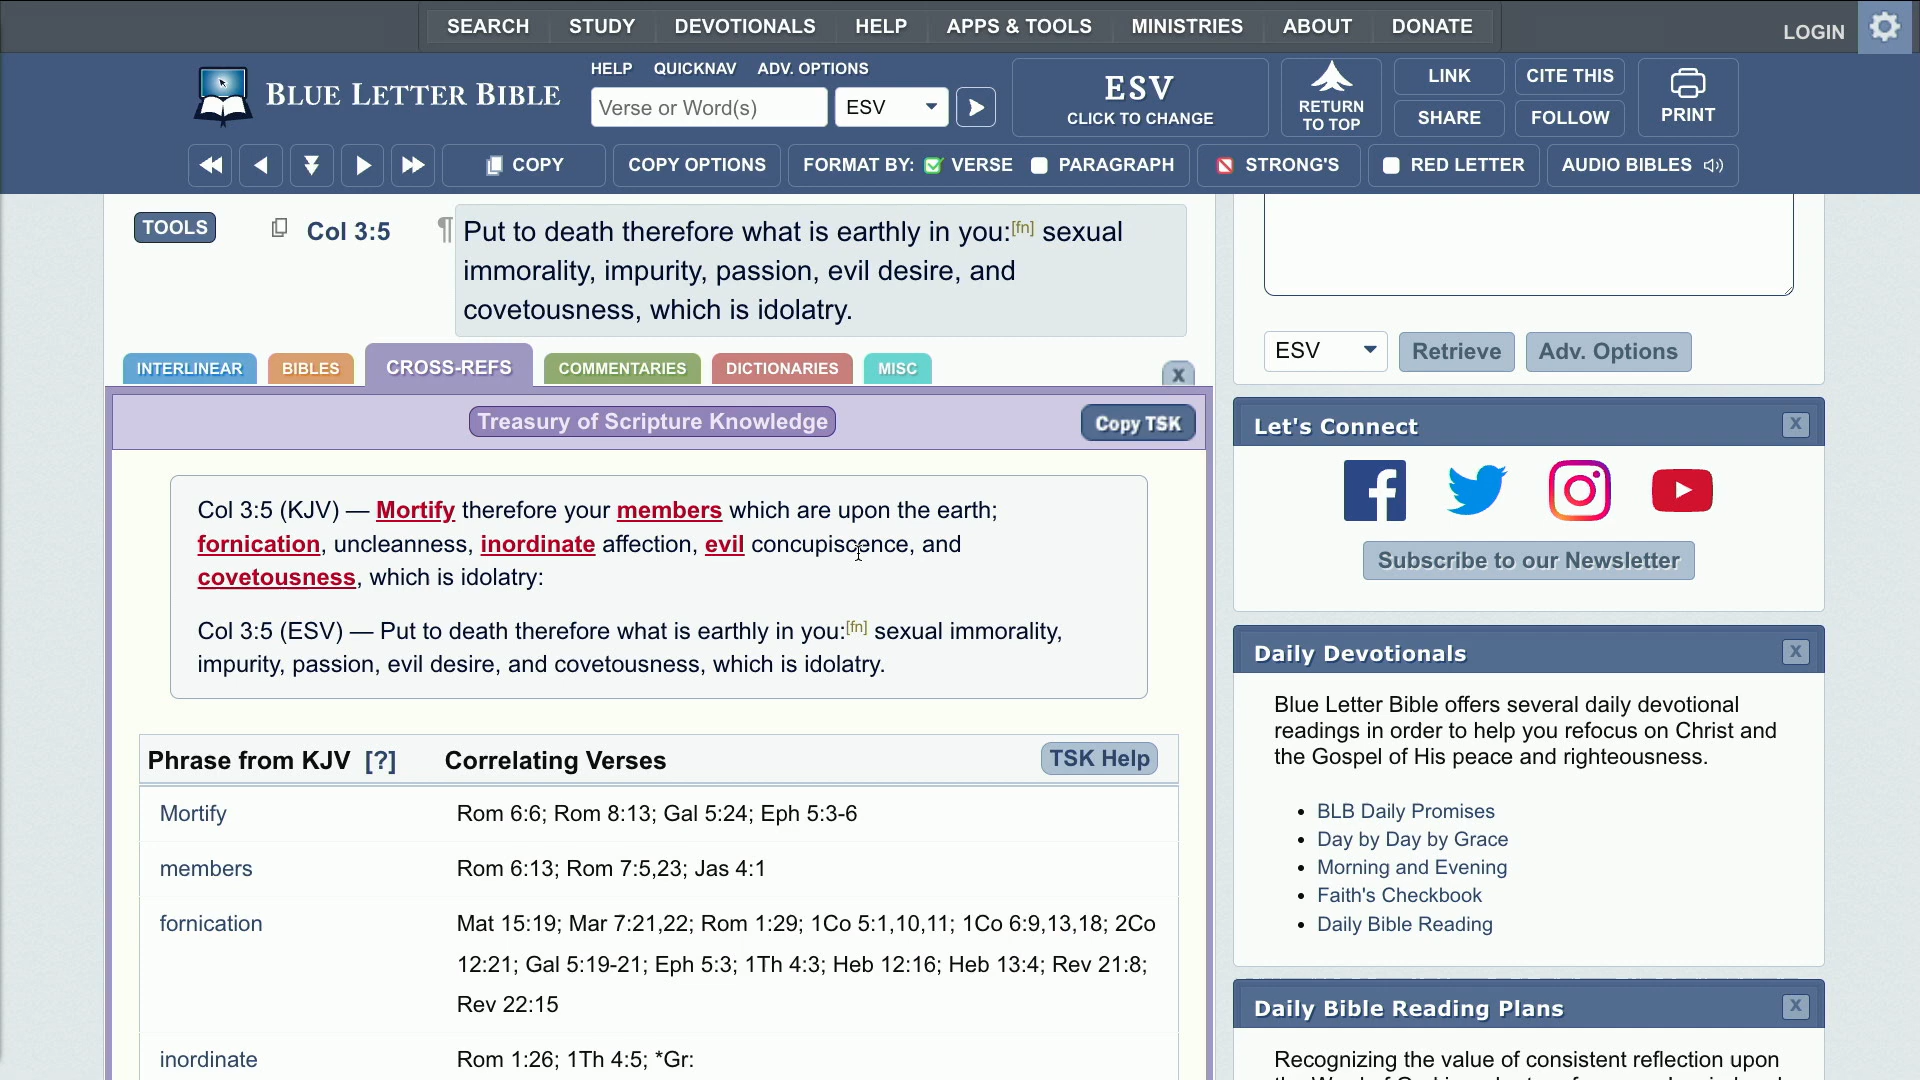 SEARCH STUDY DEVOTIONALS HELP APPS & TOOLS MINISTRIES ABOUT DONATE LOGIN
BLUE LETTER BIBLE
HELP QUICKNAV ADV. OPTIONS
Verse or Word(s) ESV
ESV
CLICK TO CHANGE
RETURN
TO TOP
LINK CITE THIS
SHARE FOLLOW
PRINT
COPY COPY OPTIONS FORMAT BY: VERSE PARAGRAPH STRONG'S RED LETTER AUDIO BIBLES
TOOLS Col 3:5 ¶ Put to death therefore what is earthly in you:[fn] sexual
immorality, impurity, passion, evil desire, and
covetousness, which is idolatry.
INTERLINEAR BIBLES CROSS-REFS COMMENTARIES DICTIONARIES MISC X
Treasury of Scripture Knowledge Copy TSK
Col 3:5 (KJV) — Mortify therefore your members which are upon the earth;
fornication, uncleanness, inordinate affection, evil concupiscence, and
covetousness, which is idolatry:
Col 3:5 (ESV) — Put to death therefore what is earthly in you:[fn] sexual immorality,
impurity, passion, evil desire, and covetousness, which is idolatry.
Phrase from KJV [?] Correlating Verses TSK Help
Mortify Rom 6:6; Rom 8:13; Gal 5:24; Eph 5:3-6
members Rom 6:13; Rom 7:5,23; Jas 4:1
fornication Mat 15:19; Mar 7:21,22; Rom 1:29; 1Co 5:1,10,11; 1Co 6:9,13,18; 2Co
12:21; Gal 5:19-21; Eph 5:3; 1Th 4:3; Heb 12:16; Heb 13:4; Rev 21:8;
Rev 22:15
inordinate Rom 1:26; 1Th 4:5; *Gr:
ESV Retrieve Adv. Options
Let's Connect X
Subscribe to our Newsletter
Daily Devotionals X
Blue Letter Bible offers several daily devotional
readings in order to help you refocus on Christ and
the Gospel of His peace and righteousness.
• BLB Daily Promises
• Day by Day by Grace
• Morning and Evening
• Faith's Checkbook
• Daily Bible Reading
Daily Bible Reading Plans X
Recognizing the value of consistent reflection upon